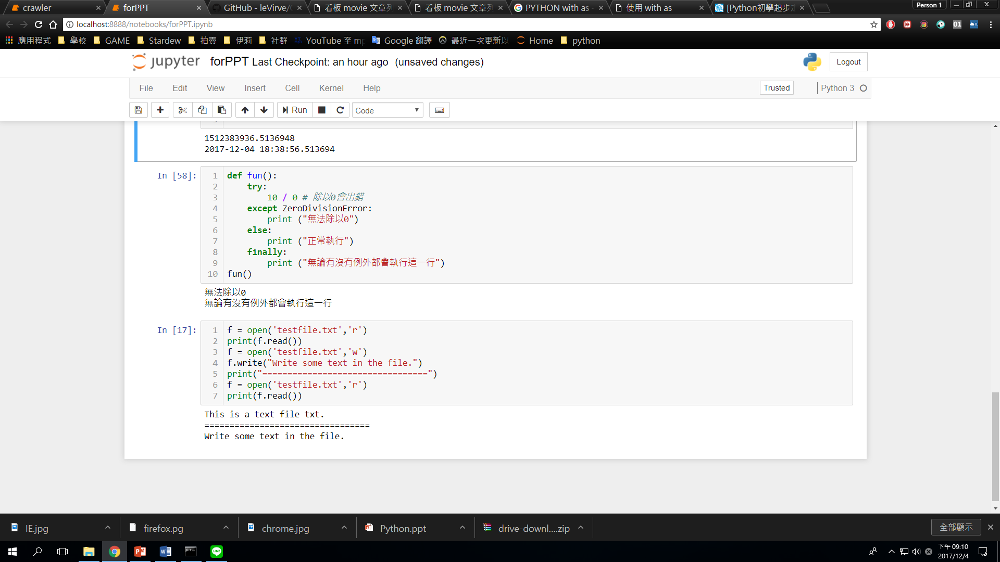 crawler
forPPT
GitHub - leVirve/
看板 movie 文章列
看板 movie 文章列
PYTHON with as -
使用 with as
[Python初學起步走
Person 1
localhost:8888/notebooks/forPPT.ipynb
01
應用程式 學校 GAME Stardew 拍賣 伊莉 社群 YouTube 至 mp Google 翻譯 最近一次更新以 Home python
jupyter forPPT Last Checkpoint: an hour ago (unsaved changes)
Logout
File Edit View Insert Cell Kernel Help
Trusted Python 3
Run Code
1512383936.5136948
2017-12-04 18:38:56.513694
In [58]:
1 def fun():
2     try:
3         10 / 0 # 除以0會出錯
4     except ZeroDivisionError:
5         print ("無法除以0")
6     else:
7         print ("正常執行")
8     finally:
9         print ("無論有沒有例外都會執行這一行")
10 fun()
無法除以0
無論有沒有例外都會執行這一行
In [17]:
1 f = open('testfile.txt','r')
2 print(f.read())
3 f = open('testfile.txt','w')
4 f.write("Write some text in the file.")
5 print("=================================")
6 f = open('testfile.txt','r')
7 print(f.read())
This is a text file txt.
=================================
Write some text in the file.
IE.jpg
firefox.pg
chrome.jpg
Python.ppt
drive-downl....zip
全部顯示
下午 09:10
2017/12/4